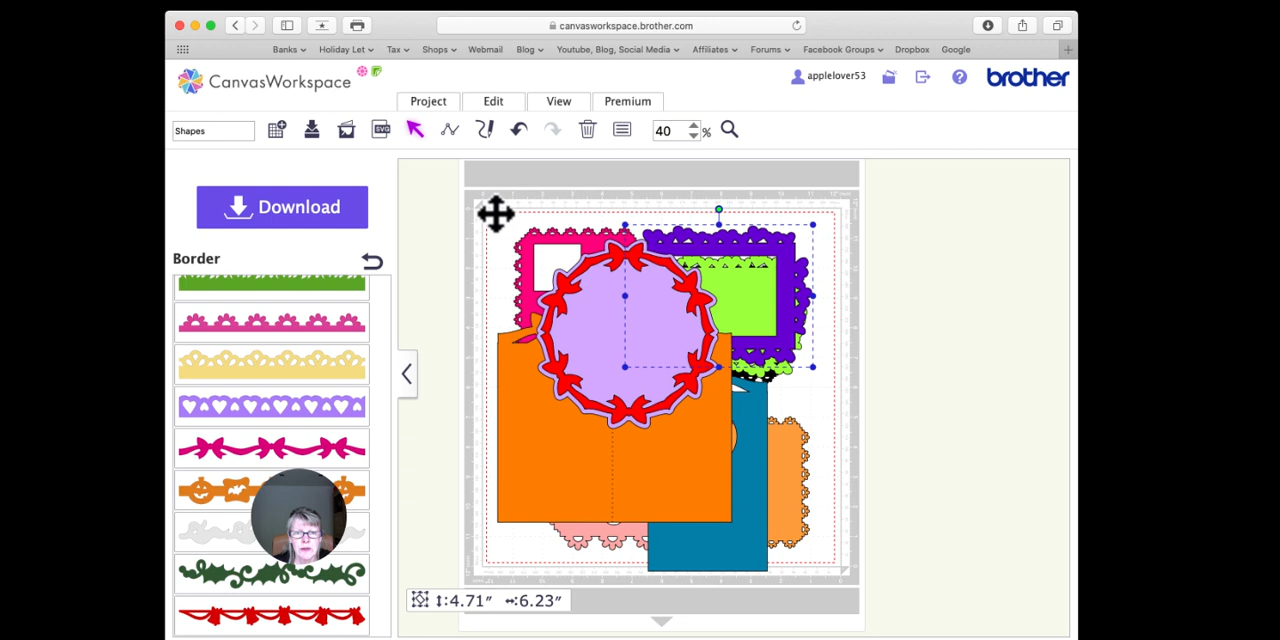 canvasworkspace.brother.com
Banks Holiday Let Tax Shops Webmail Blog Youtube, Blog, Social Media Affiliates Forums Facebook Groups Dropbox Google
CanvasWorkspace
applelover53
?
brother
Project Edit View Premium
Shapes
SVG
40 %
Download
Border
4.71" 6.23"